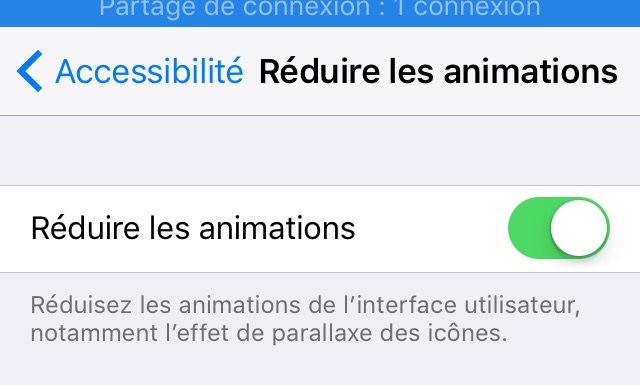 Partage de connexion : 1 connexion
Accessibilité Réduire les animations
Réduire les animations
Réduisez les animations de l’interface utilisateur,
notamment l’effet de parallaxe des icônes.